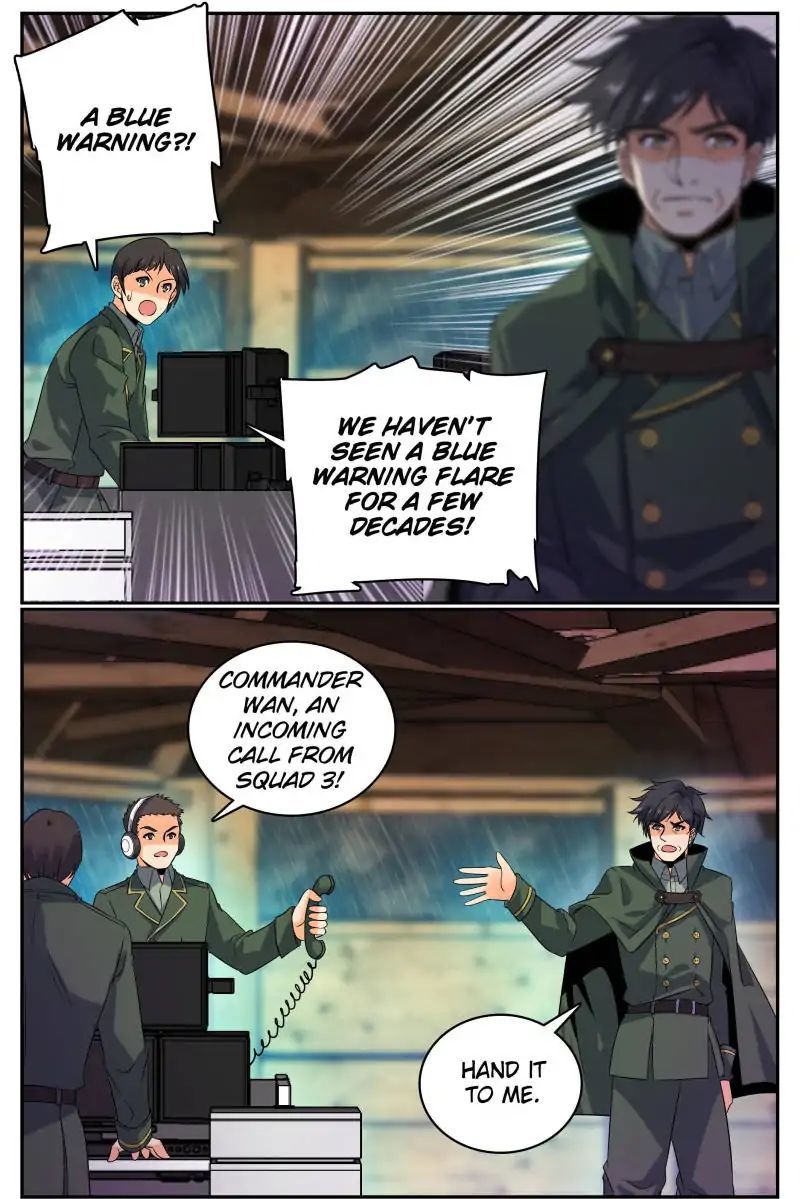 A BLUE
WARNING?!
WE HAVEN'T
SEEN A BLUE
WARNING FLARE
FOR A FEW
DECADES!
COMMANDER
WAN, AN
INCOMING
CALL FROM
SQUAD 3!
HAND IT
TO ME.